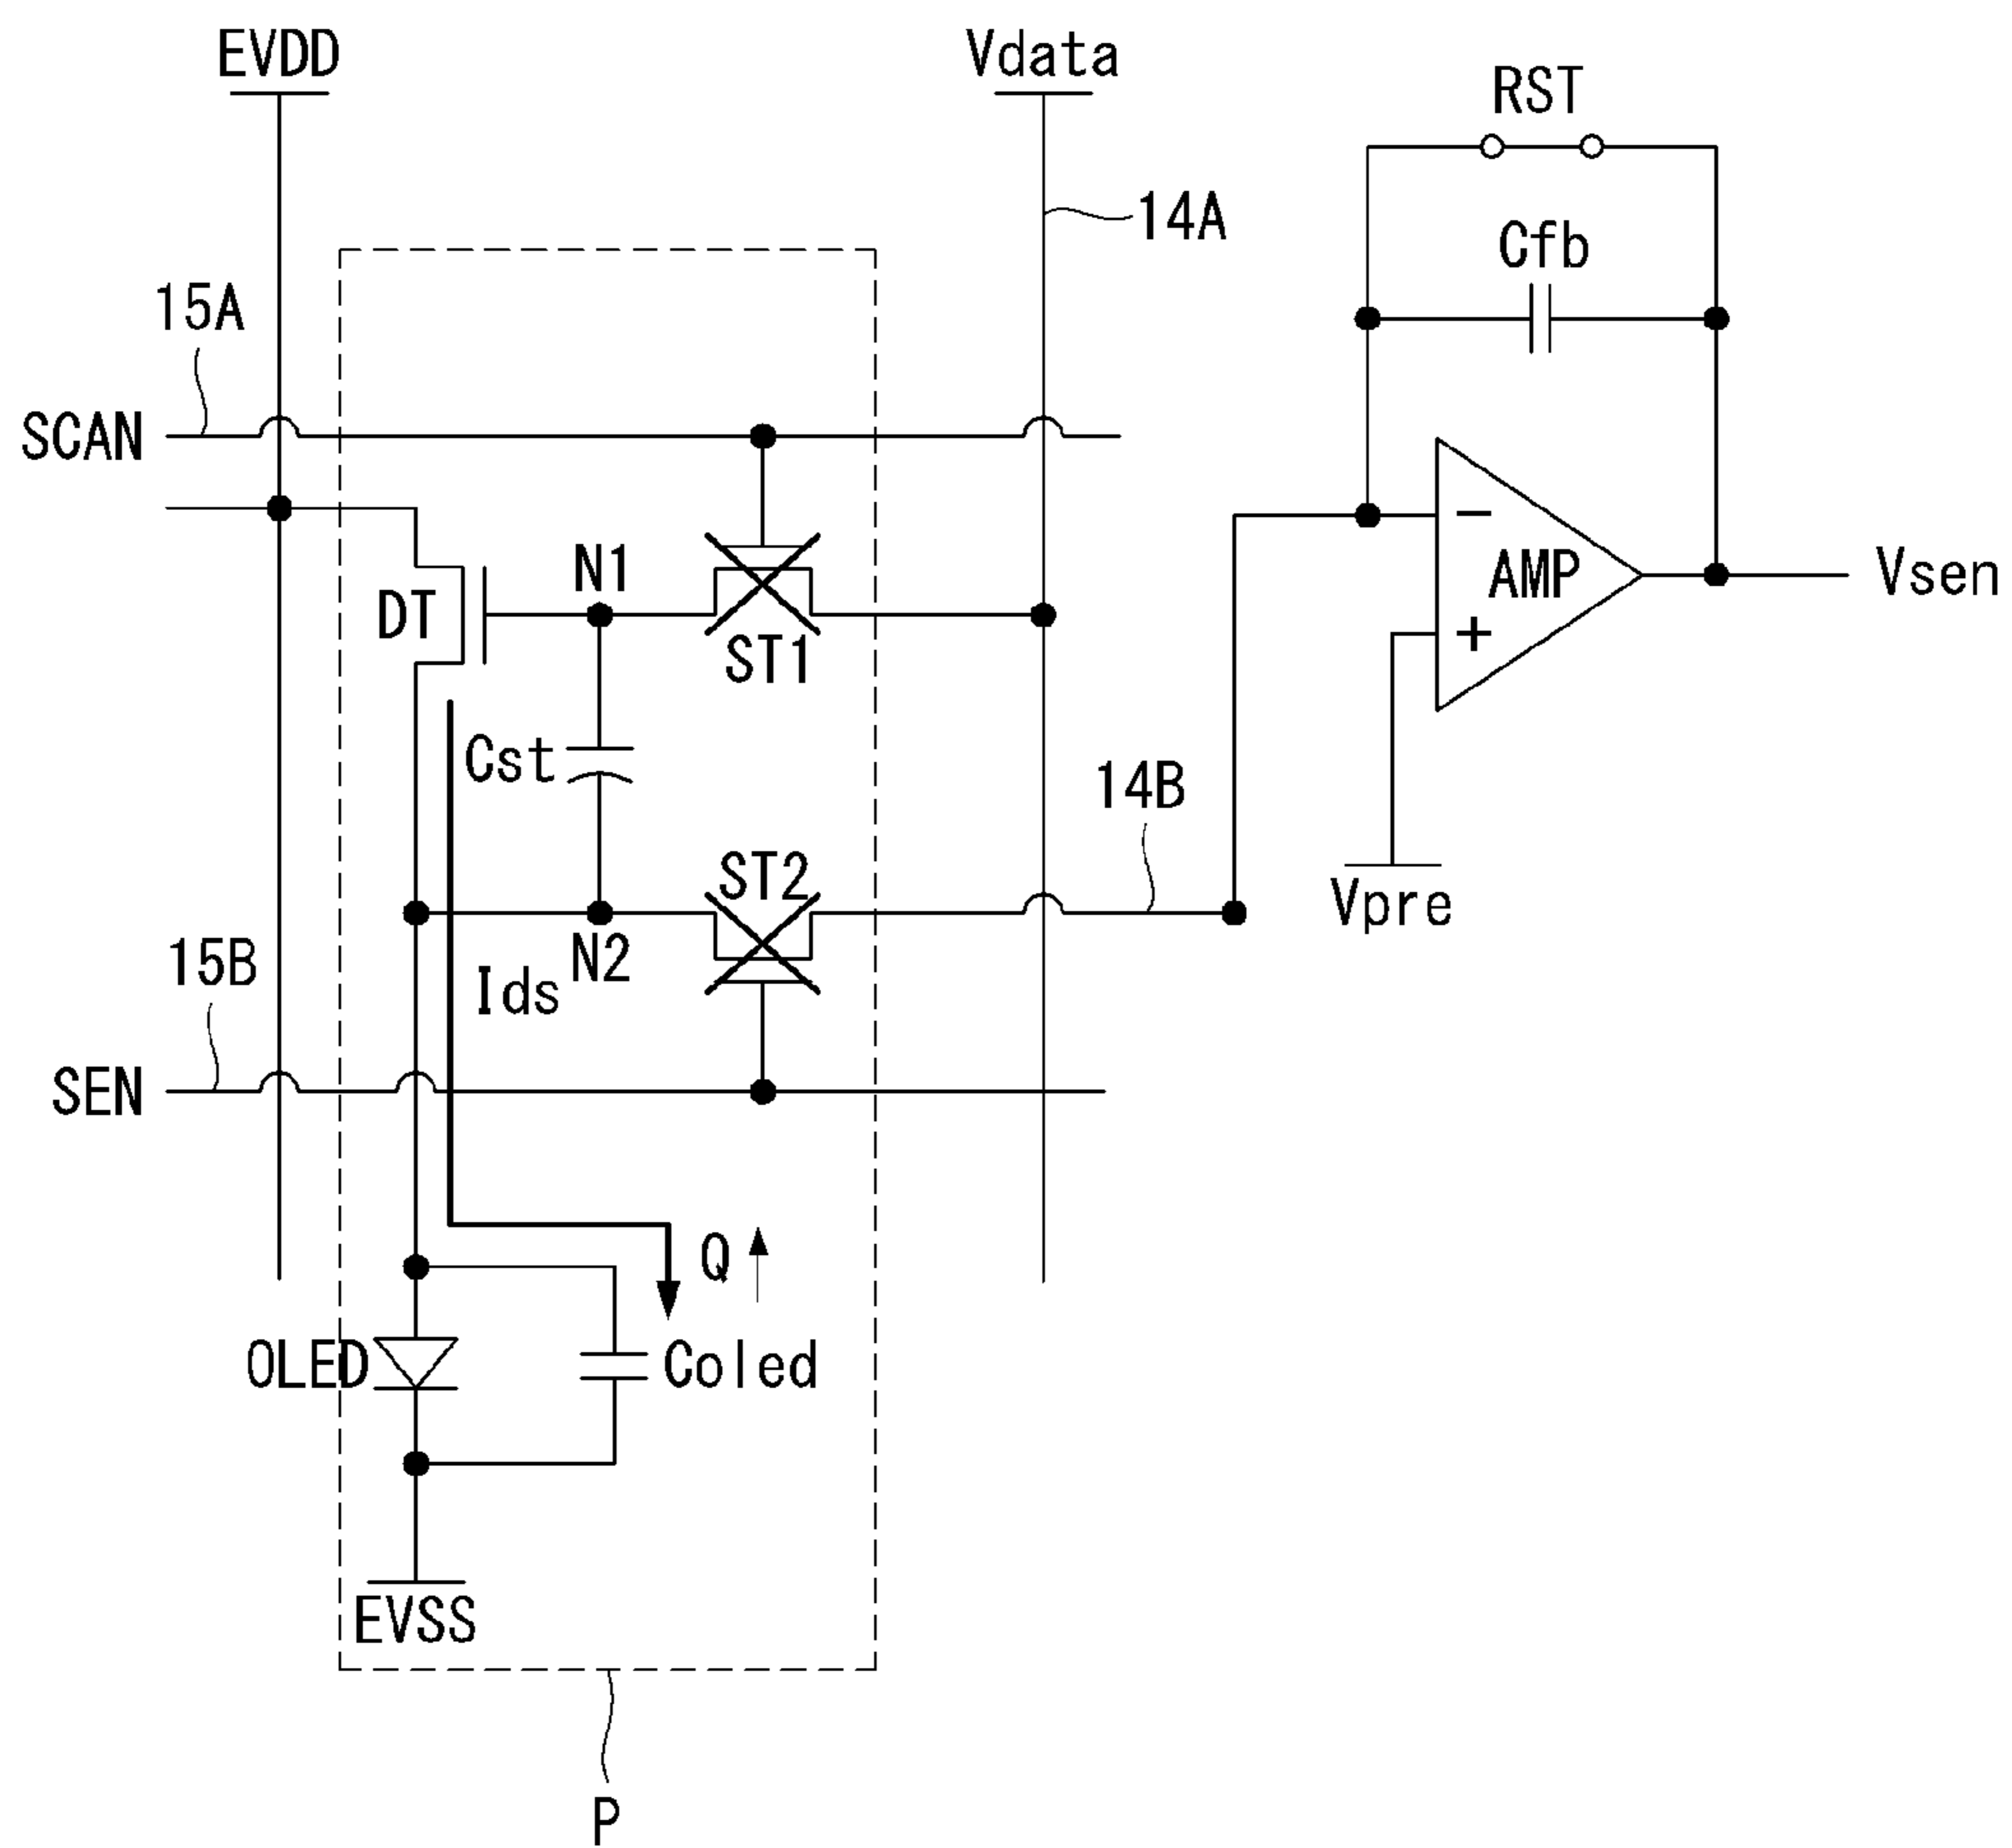 EVDD
Vdata
RST
14A
Cfb
15A
SCAN
N1
AMP
−
+
Vsen
DT
ST1
Cst
14B
ST2
Vpre
15B
N2
Ids
SEN
Q
OLED
Coled
EVSS
P